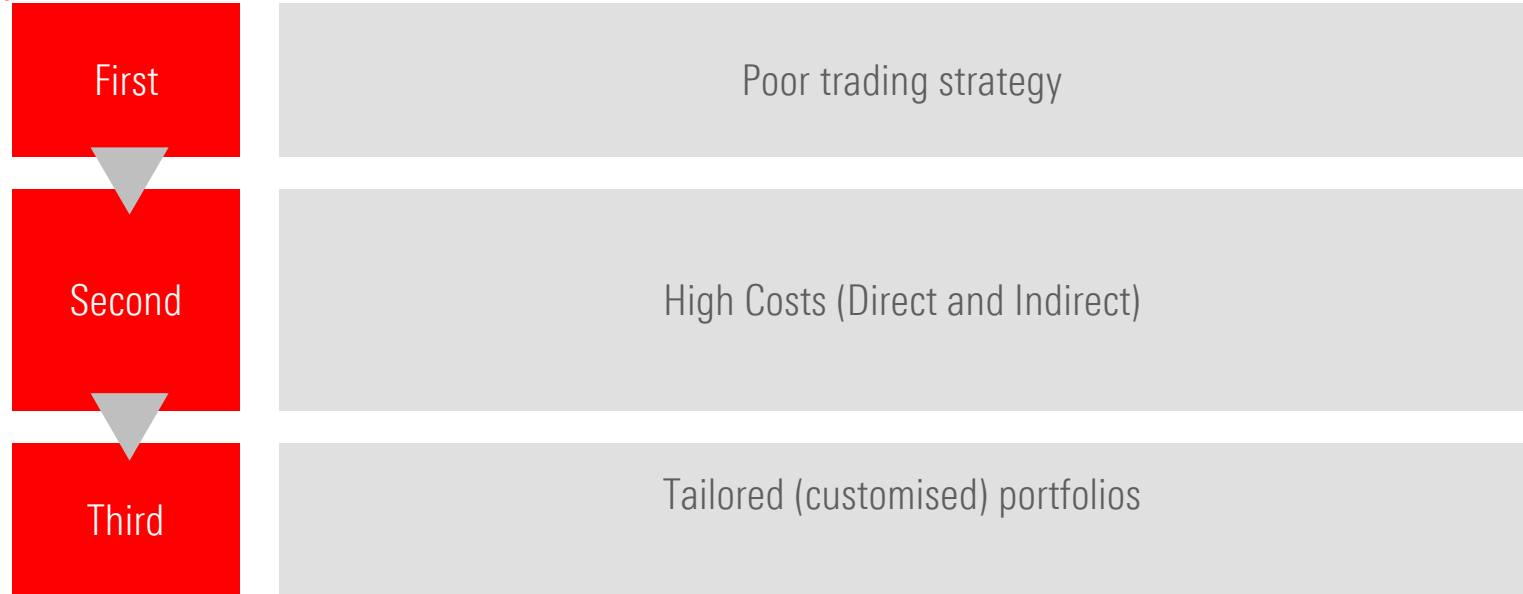 First
Poor trading strategy
Second
High Costs (Direct and Indirect)
Third
Tailored (customised) portfolios